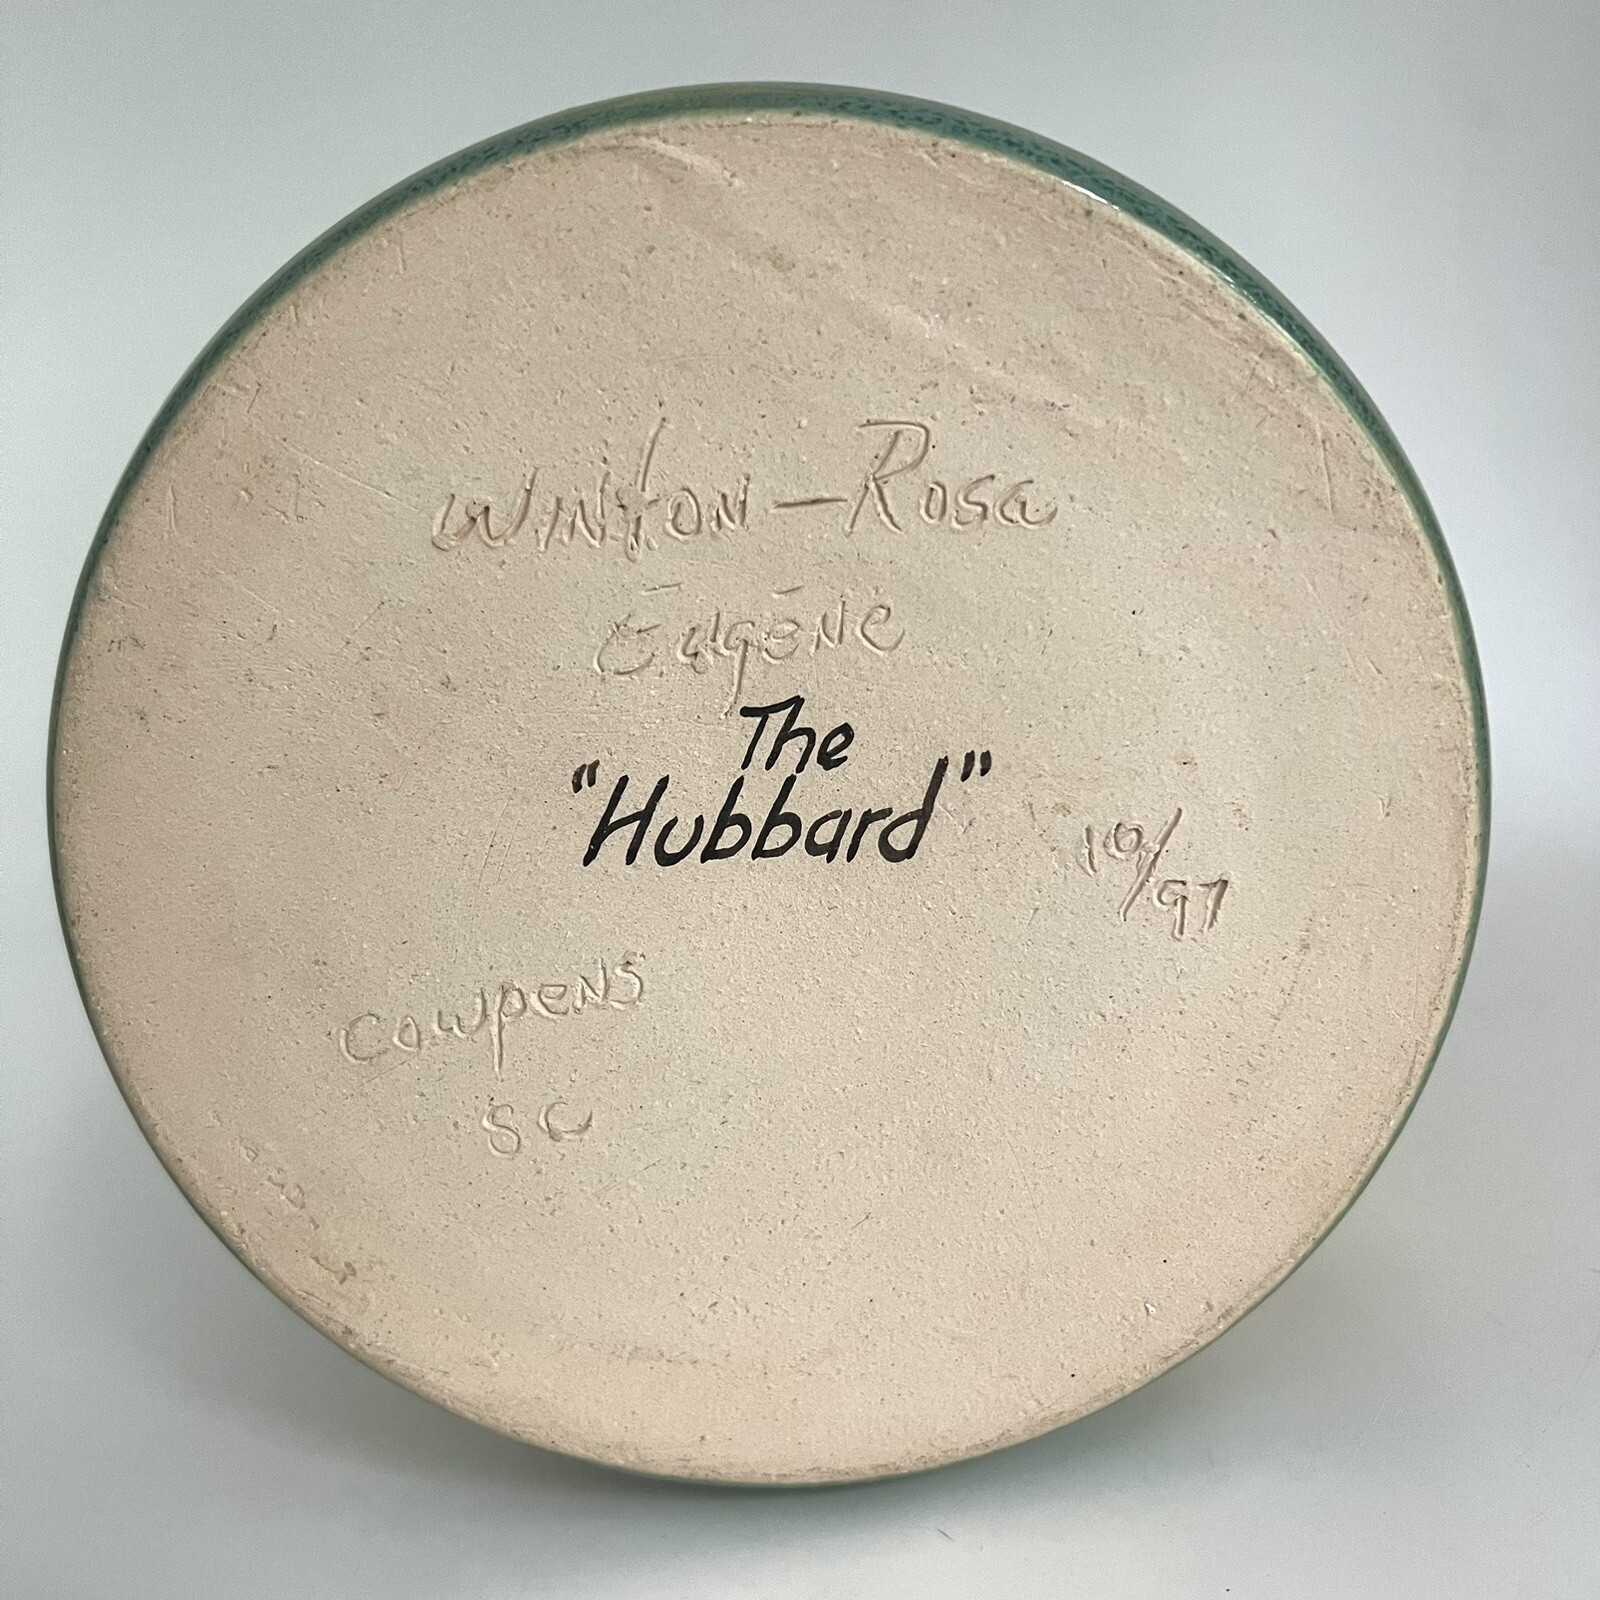 WINtON – Rosa
EugeNe
The
"Hubbard"
10/97
CowpeNS
SC